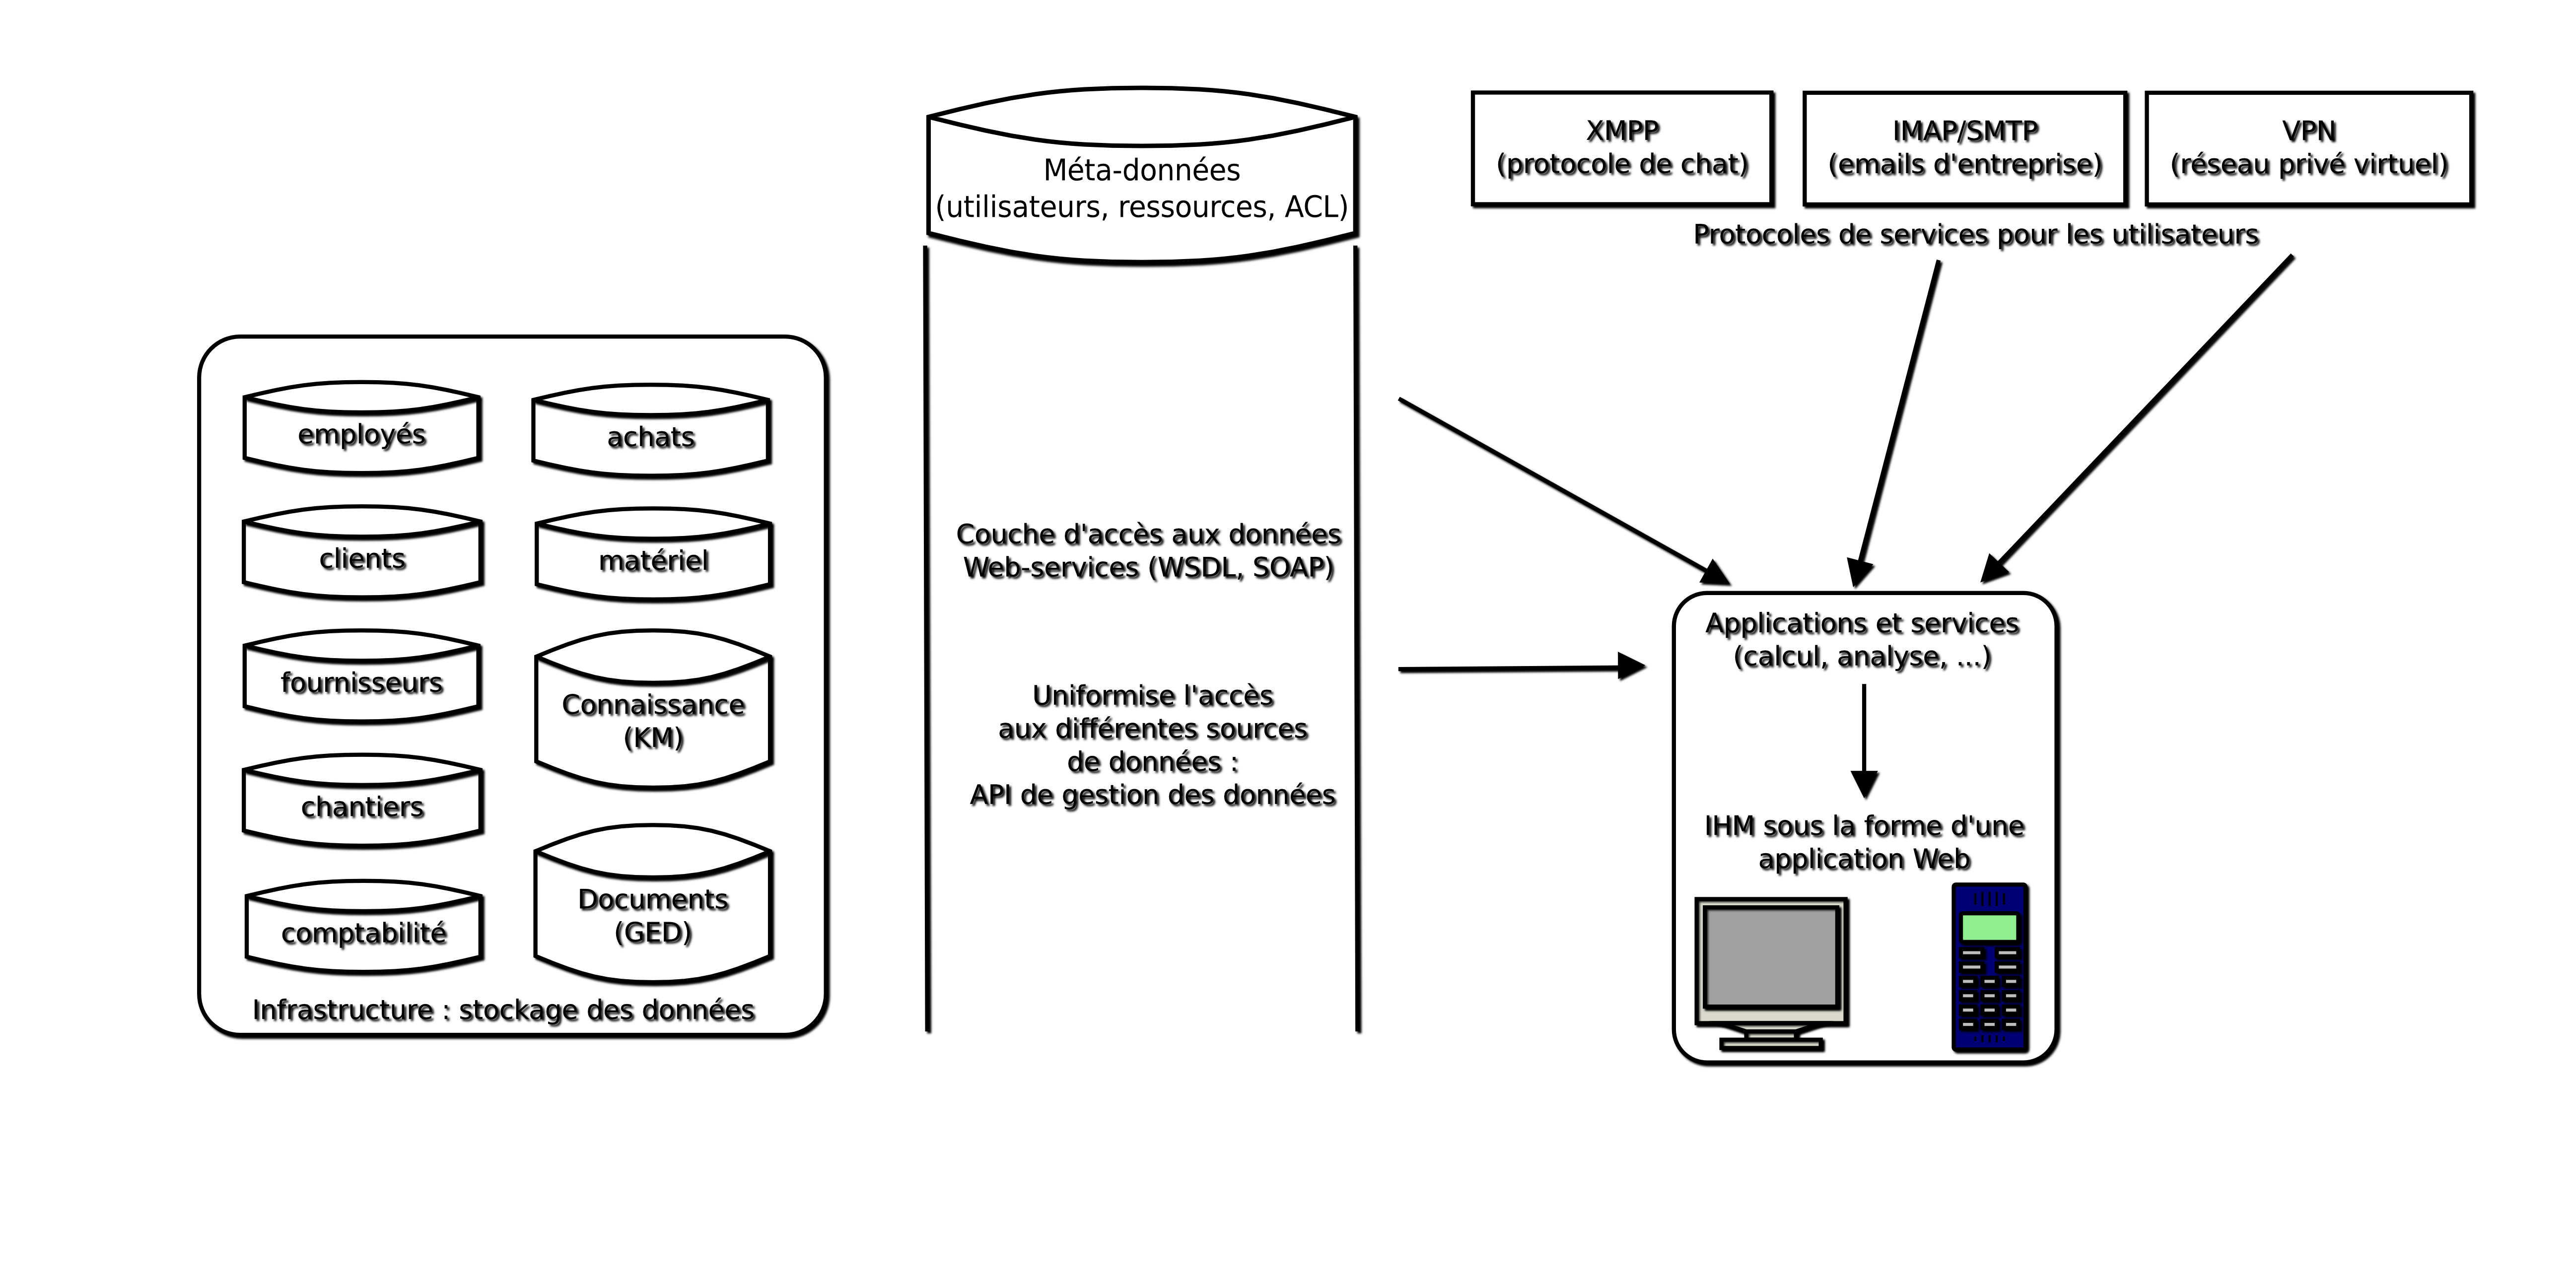 Méta-données
(utilisateurs, ressources, ACL)
XMPP
(protocole de chat)
IMAP/SMTP
(emails d'entreprise)
VPN
(réseau privé virtuel)
Protocoles de services pour les utilisateurs
employés
achats
clients
matériel
fournisseurs
Connaissance
(KM)
chantiers
Documents
(GED)
comptabilité
Infrastructure : stockage des données
Couche d'accès aux données
Web-services (WSDL, SOAP)
Uniformise l'accès
aux différentes sources
de données :
API de gestion des données
Applications et services
(calcul, analyse, ...)
IHM sous la forme d'une
application Web